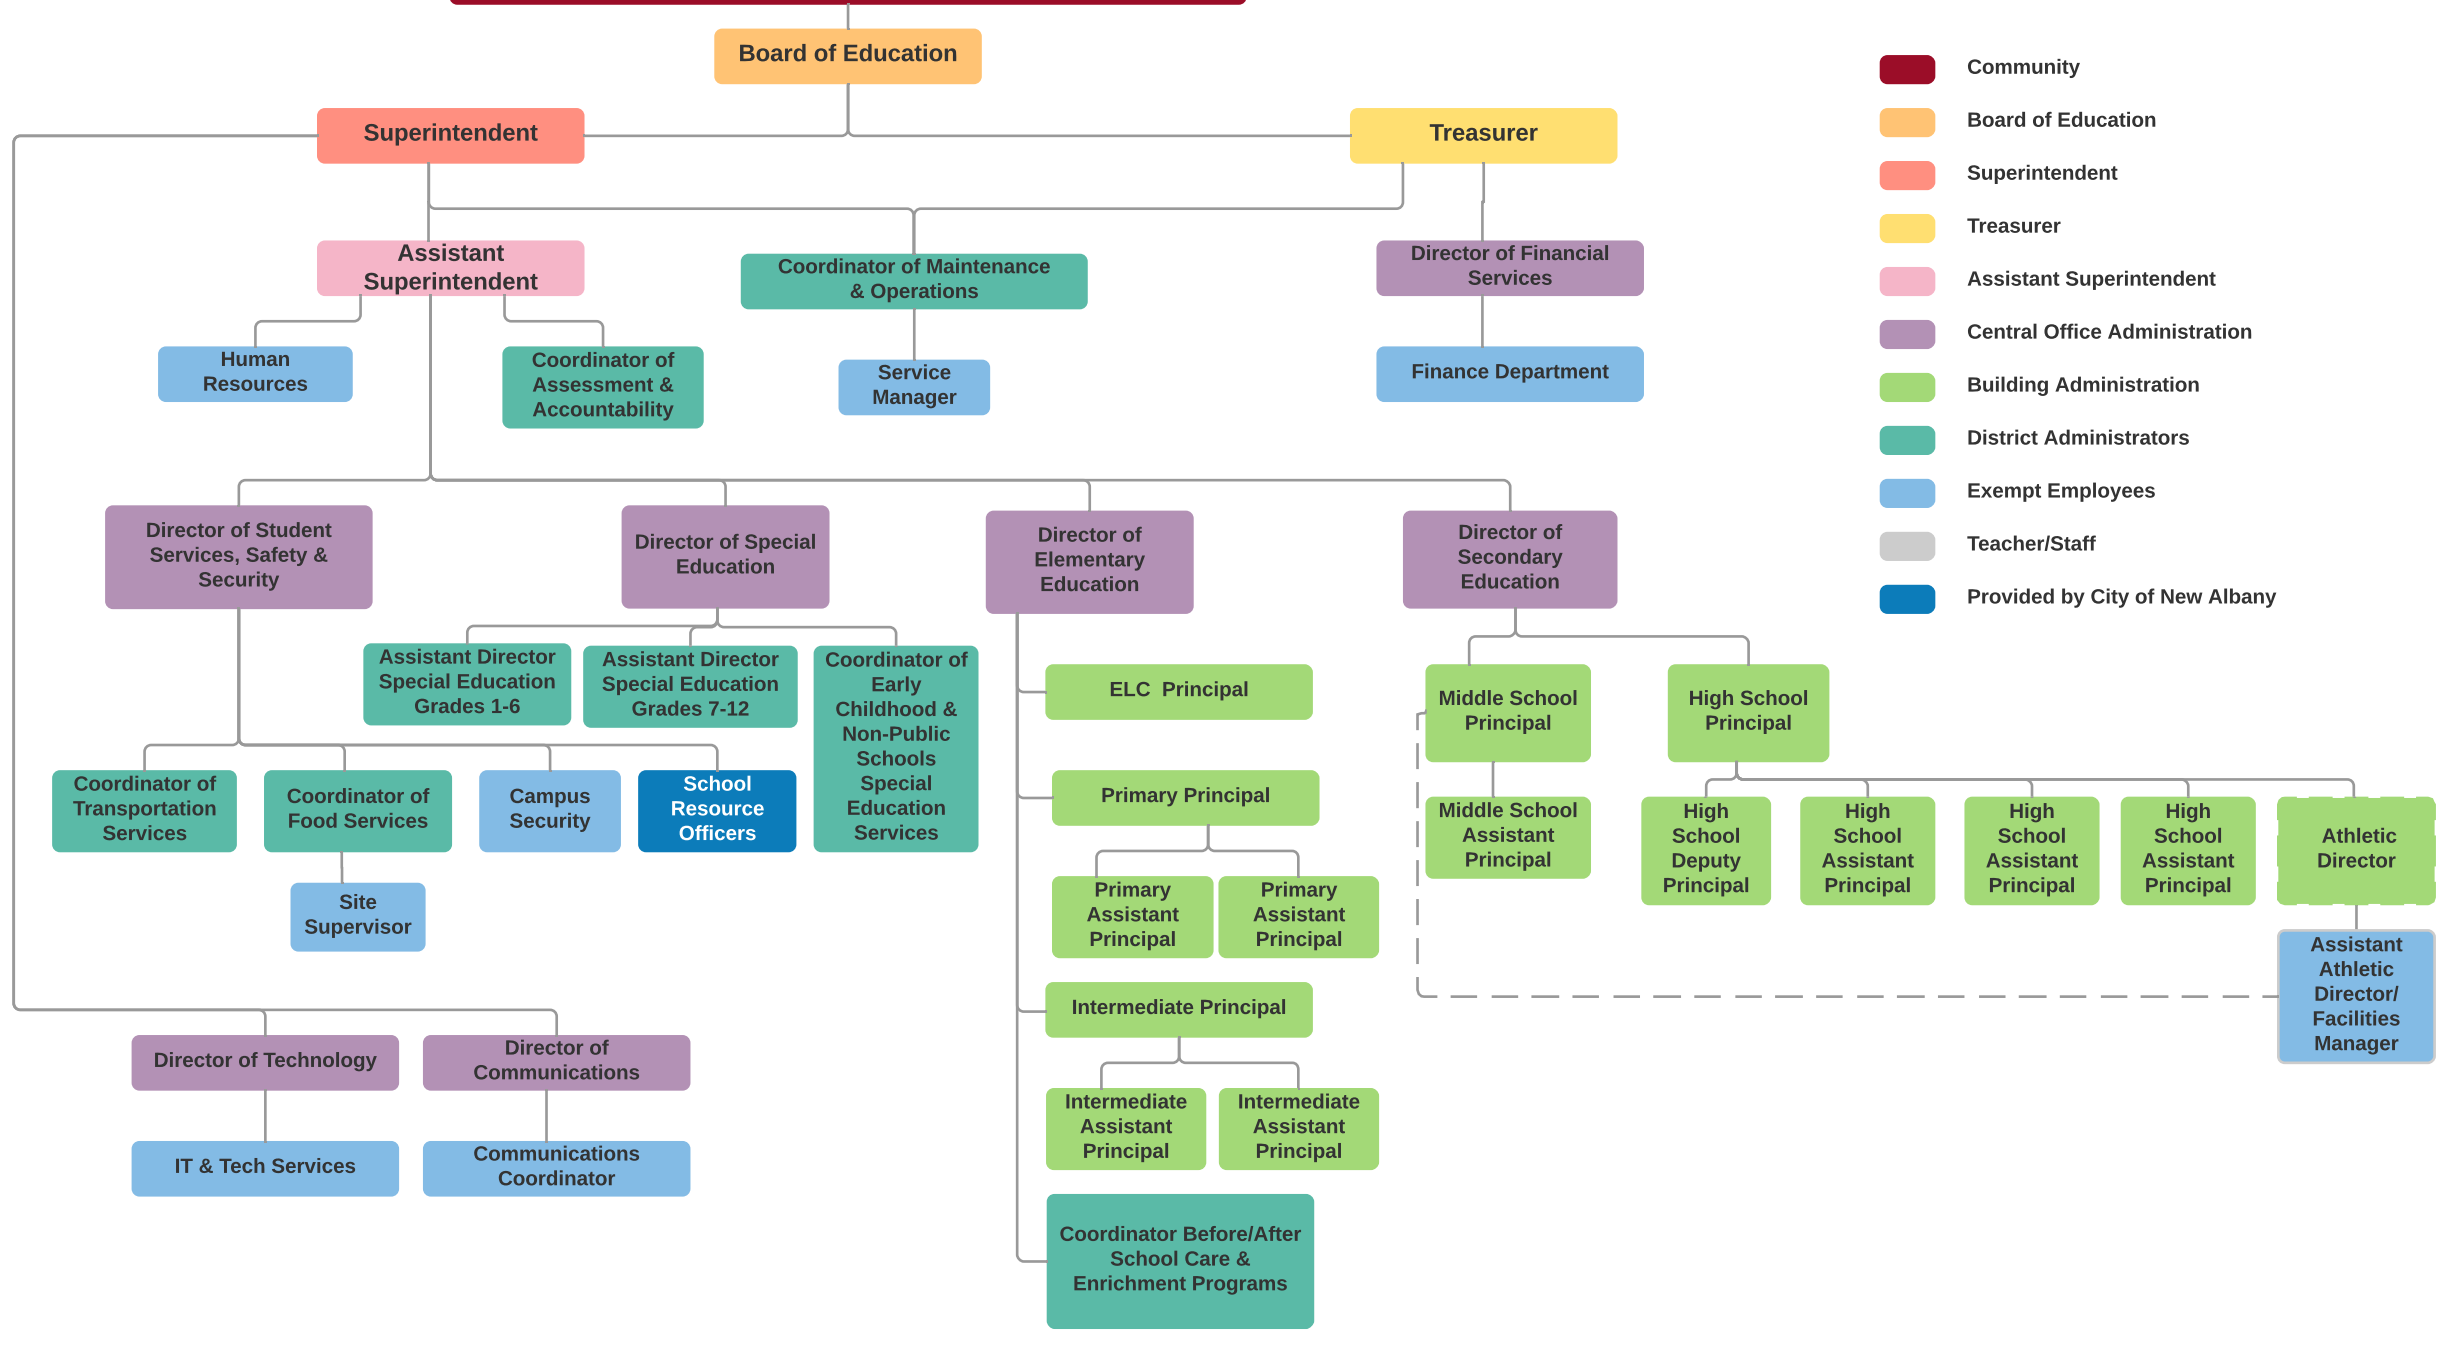 Board of Education
Superintendent
Treasurer
Assistant
Superintendent
Coordinator of Maintenance
& Operations
Director of Financial
Services
Human
Resources
Coordinator of
Assessment &
Accountability
Service
Manager
Finance Department
Director of Student
Services, Safety &
Security
Director of Special
Education
Director of
Elementary
Education
Director of
Secondary
Education
Assistant Director
Special Education
Grades 1-6
Assistant Director
Special Education
Grades 7-12
Coordinator of
Early
Childhood &
Non-Public
Schools
Special
Education
Services
ELC  Principal
Middle School
Principal
High School
Principal
Coordinator of
Transportation
Services
Coordinator of
Food Services
Campus
Security
School
Resource
Officers
Primary Principal
Middle School
Assistant
Principal
High
School
Deputy
Principal
High
School
Assistant
Principal
High
School
Assistant
Principal
High
School
Assistant
Principal
Athletic
Director
Site
Supervisor
Primary
Assistant
Principal
Primary
Assistant
Principal
Assistant
Athletic
Director/
Facilities
Manager
Intermediate Principal
Director of Technology
Director of
Communications
Intermediate
Assistant
Principal
Intermediate
Assistant
Principal
IT & Tech Services
Communications
Coordinator
Coordinator Before/After
School Care &
Enrichment Programs
Community
Board of Education
Superintendent
Treasurer
Assistant Superintendent
Central Office Administration
Building Administration
District Administrators
Exempt Employees
Teacher/Staff
Provided by City of New Albany